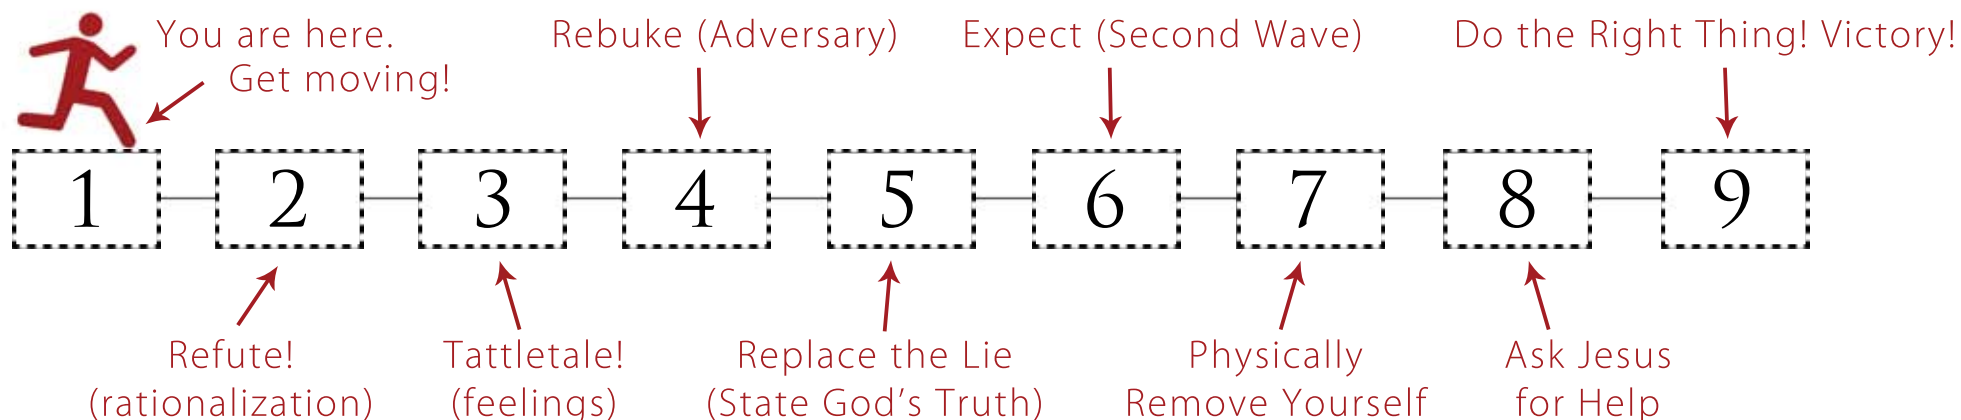 You are here.
Get moving!
Rebuke (Adversary)
Expect (Second Wave)
Do the Right Thing! Victory!
1
2
3
4
5
6
7
8
9
Refute!
(rationalization)
Tattletale!
(feelings)
Replace the Lie
(State God’s Truth)
Physically
Remove Yourself
Ask Jesus
for Help